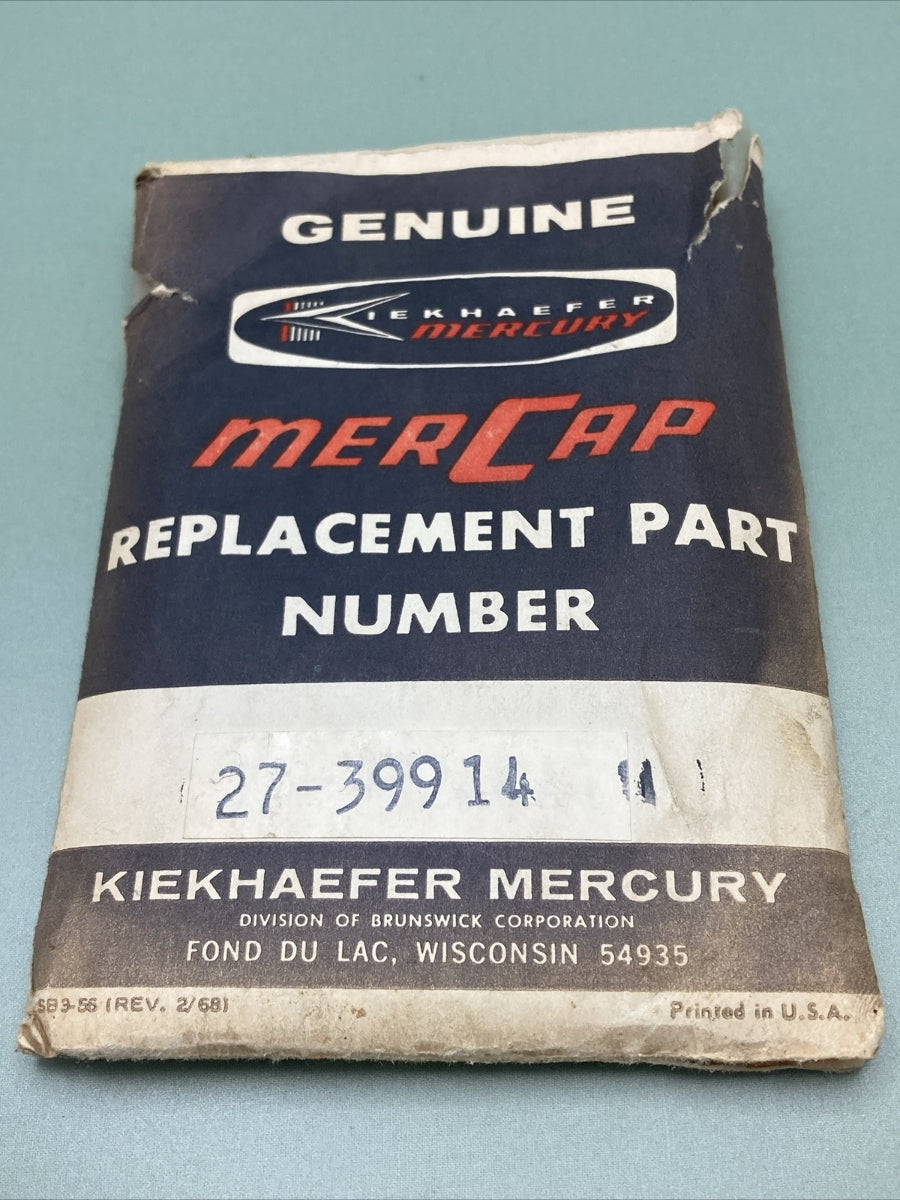 GENUINE
KIEKHAEFER
MERCURY
MERCAP
REPLACEMENT PART
NUMBER
27-39914
KIEKHAEFER MERCURY
DIVISION OF BRUNSWICK CORPORATION
FOND DU LAC, WISCONSIN 54935
SB3-56 (REV. 2/68)
Printed in U.S.A.